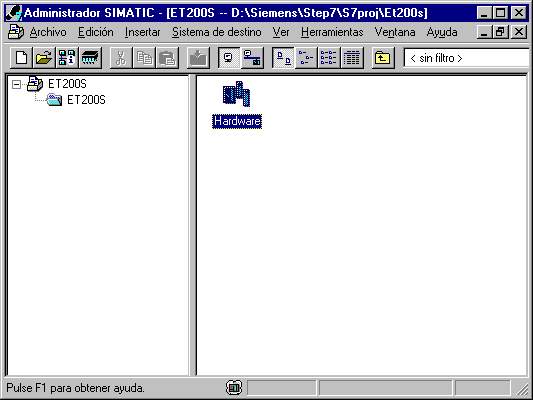 Administrador SIMATIC - [ET200S -- D:\Siemens\Step7\S7proj\Et200s]
Archivo Edición Insertar Sistema de destino Ver Herramientas Ventana Ayuda
< sin filtro >
ET200S
ET200S
Hardware
Pulse F1 para obtener ayuda.